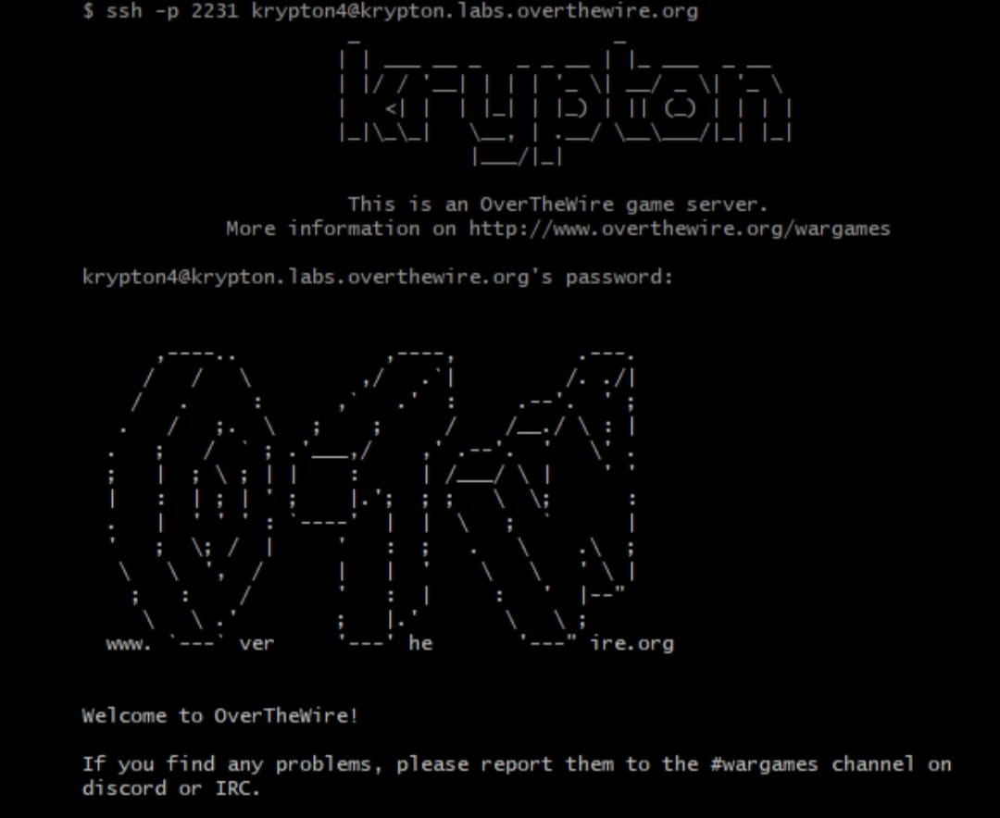 $ ssh -p 2231 krypton4@krypton.labs.overthewire.org
krypton
This is an OverTheWire game server.
More information on http://www.overthewire.org/wargames
krypton4@krypton.labs.overthewire.org's password:
www. ver he ire.org
Welcome to OverTheWire!
If you find any problems, please report them to the #wargames channel on
discord or IRC.